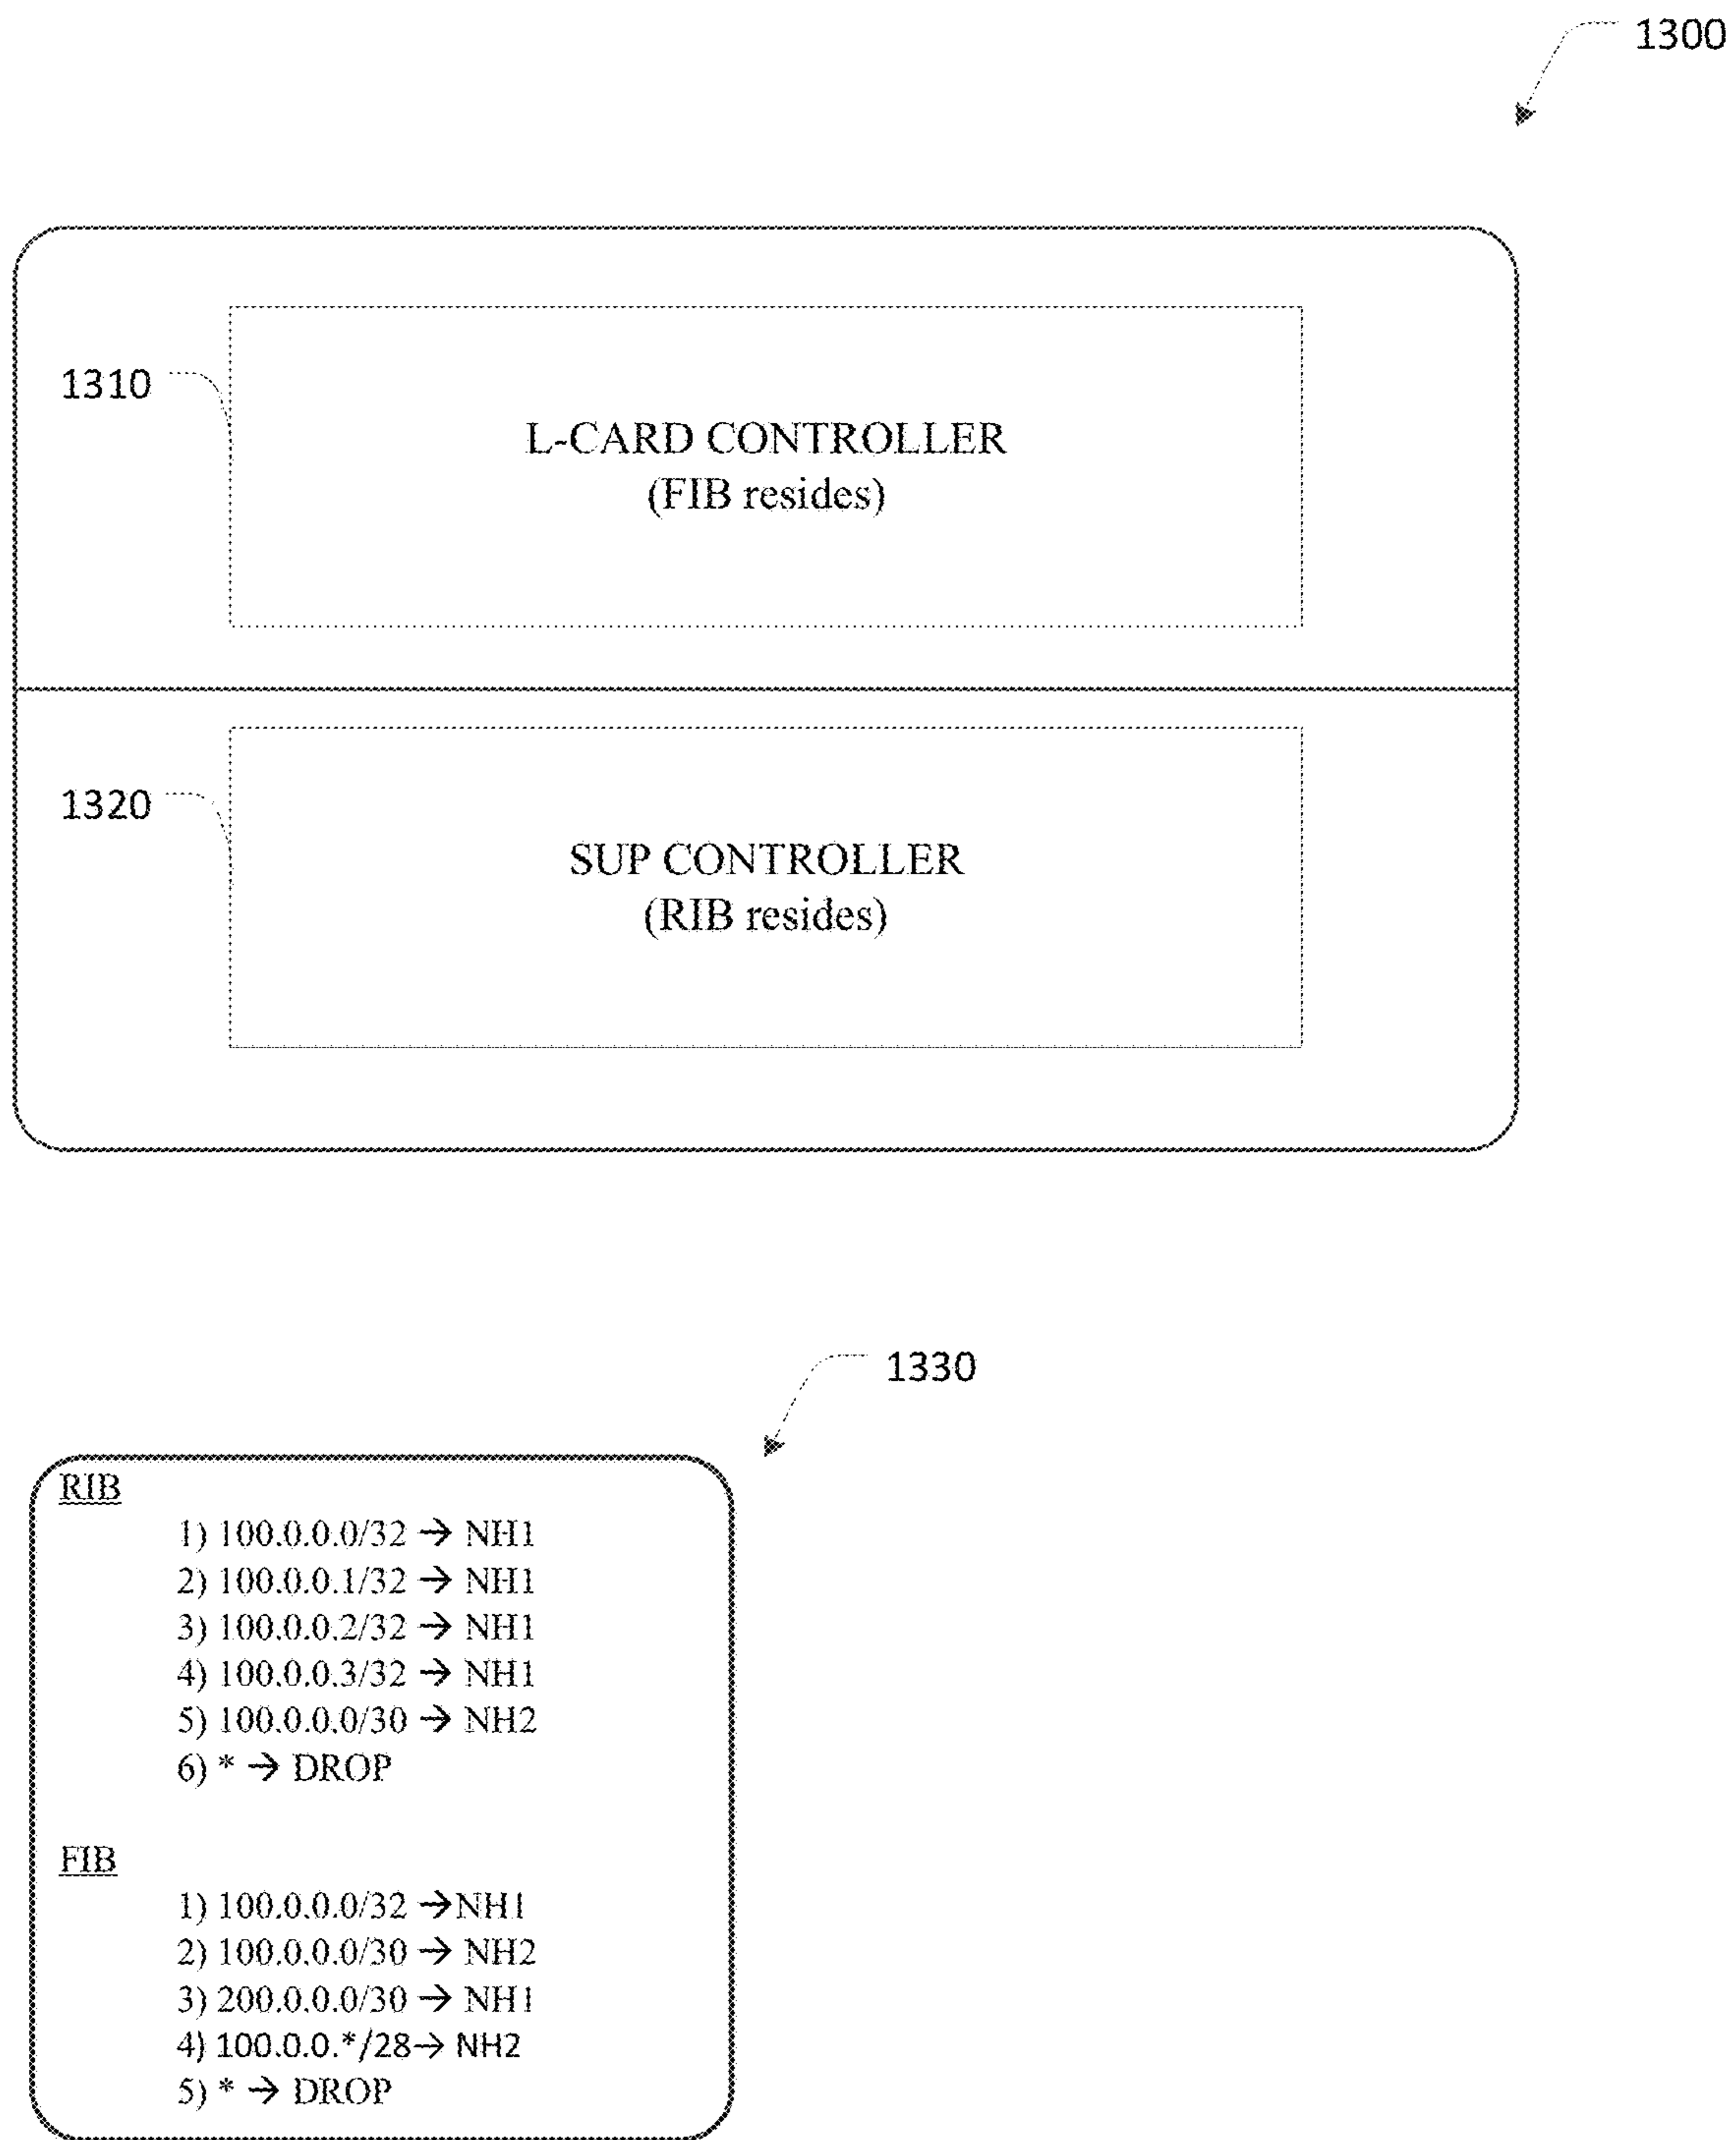 1300
1310
L-CARD CONTROLLER
(FIB resides)
1320
SUP CONTROLLER
(RIB resides)
1330
RIB
1) 100.0.0.0/32 → NH1
2) 100.0.0.1/32 → NH1
3) 100.0.0.2/32 → NH1
4) 100.0.0.3/32 → NH1
5) 100.0.0.0/30 → NH2
6) * → DROP
FIB
1) 100.0.0.0/32 →NH1
2) 100.0.0.0/30 → NH2
3) 200.0.0.0/30 → NH1
4) 100.0.0.*/28→ NH2
5) * → DROP